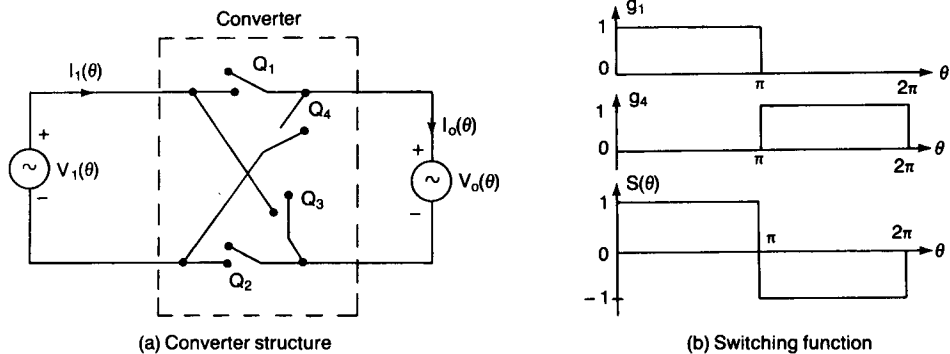 Converter
I₁(θ)
Q₁
Q₄
I₀(θ)
+
V₁(θ)
−
Q₃
+
V₀(θ)
−
Q₂
(a) Converter structure
g₁
1
0
π
2π
θ
g₄
1
0
π
2π
θ
S(θ)
1
0
π
2π
θ
−1
(b) Switching function